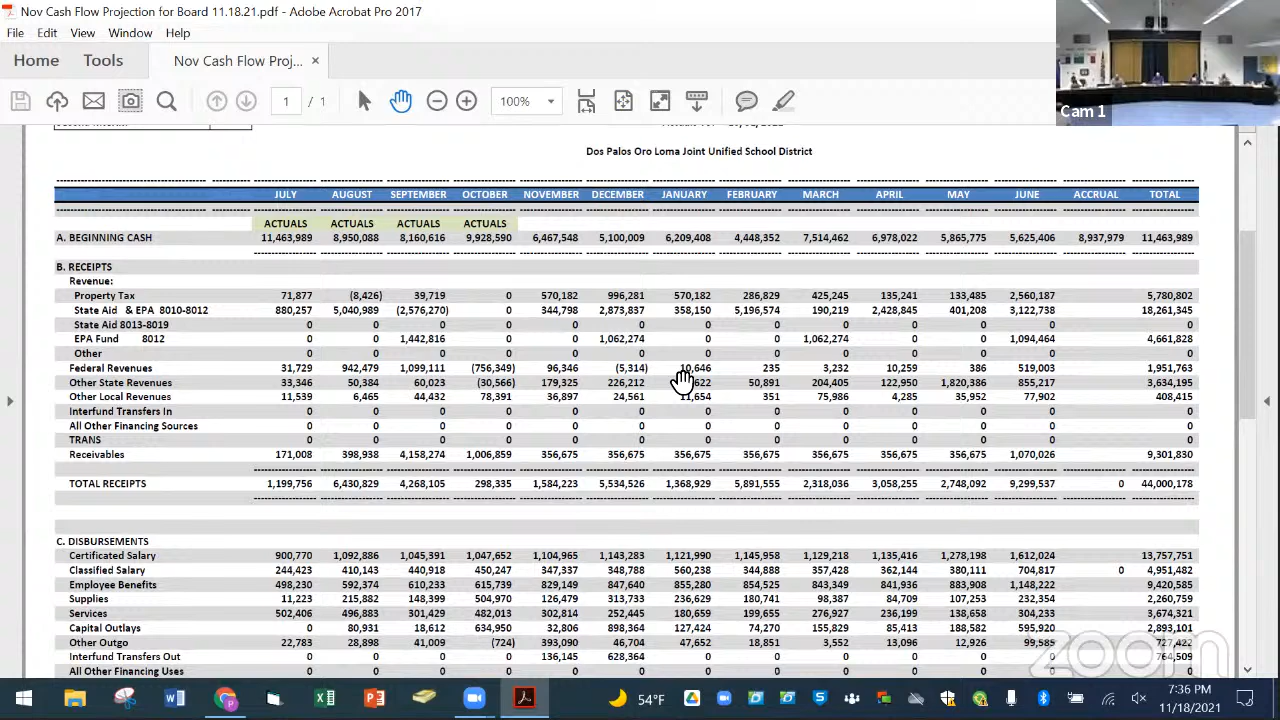 Nov Cash Flow Projection for Board 11.18.21.pdf - Adobe Acrobat Pro 2017
File Edit View Window Help
Home Tools Nov Cash Flow Proj... ×
1 / 1 100%
Cam 1
Dos Palos Oro Loma Joint Unified School District
JULY AUGUST SEPTEMBER OCTOBER NOVEMBER DECEMBER JANUARY FEBRUARY MARCH APRIL MAY JUNE ACCRUAL TOTAL
ACTUALS ACTUALS ACTUALS ACTUALS
A. BEGINNING CASH 11,463,989 8,950,088 8,160,616 9,928,590 6,467,548 5,100,009 6,209,408 4,448,352 7,514,462 6,978,022 5,865,775 5,625,406 8,937,979 11,463,989
B. RECEIPTS
Revenue:
Property Tax 71,877 (8,426) 39,719 0 570,182 996,281 570,182 286,829 425,245 135,241 133,485 2,560,187 5,780,802
State Aid & EPA 8010-8012 880,257 5,040,989 (2,576,270) 0 344,798 2,873,837 358,150 5,196,574 190,219 2,428,845 401,208 3,122,738 18,261,345
State Aid 8013-8019 0 0 0 0 0 0 0 0 0 0 0 0 0
EPA Fund 8012 0 0 1,442,816 0 0 1,062,274 0 0 1,062,274 0 0 1,094,464 4,661,828
Other 0 0 0 0 0 0 0 0 0 0 0 0 0
Federal Revenues 31,729 942,479 1,099,111 (756,349) 96,346 (5,314) 10,646 235 3,232 10,259 386 519,003 1,951,763
Other State Revenues 33,346 50,384 60,023 (30,566) 179,325 226,212 622 50,891 204,405 122,950 1,820,386 855,217 3,634,195
Other Local Revenues 11,539 6,465 44,432 78,391 36,897 24,561 11,654 351 75,986 4,285 35,952 77,902 408,415
Interfund Transfers In 0 0 0 0 0 0 0 0 0 0 0 0 0
All Other Financing Sources 0 0 0 0 0 0 0 0 0 0 0 0 0
TRANS 0 0 0 0 0 0 0 0 0 0 0 0 0
Receivables 171,008 398,938 4,158,274 1,006,859 356,675 356,675 356,675 356,675 356,675 356,675 356,675 1,070,026 9,301,830
TOTAL RECEIPTS 1,199,756 6,430,829 4,268,105 298,335 1,584,223 5,534,526 1,368,929 5,891,555 2,318,036 3,058,255 2,748,092 9,299,537 0 44,000,178
C. DISBURSEMENTS
Certificated Salary 900,770 1,092,886 1,045,391 1,047,652 1,104,965 1,143,283 1,121,990 1,145,958 1,129,218 1,135,416 1,278,198 1,612,024 13,757,751
Classified Salary 244,423 410,143 440,918 450,247 347,337 348,788 560,238 344,888 357,428 362,144 380,111 704,817 0 4,951,482
Employee Benefits 498,230 592,374 610,233 615,739 829,149 847,640 855,280 854,525 843,349 841,936 883,908 1,148,222 9,420,585
Supplies 11,223 215,882 148,399 504,970 126,479 313,733 236,629 180,741 98,387 84,709 107,253 232,354 2,260,759
Services 502,406 496,883 301,429 482,013 302,814 252,445 180,659 199,655 276,927 236,199 138,658 304,233 3,674,321
Capital Outlays 0 80,931 18,612 634,950 32,806 898,364 127,424 74,270 155,829 85,413 188,582 595,920 2,893,101
Other Outgo 22,783 28,898 41,009 (724) 393,090 46,704 47,652 18,851 3,552 13,096 12,926 99,585 727,422
Interfund Transfers Out 0 0 0 0 136,145 628,364 0 0 0 0 0 0 764,509
All Other Financing Uses 0 0 0 0 0 0 0 0 0 0 0 0 0
zoom
54°F 7:36 PM
11/18/2021